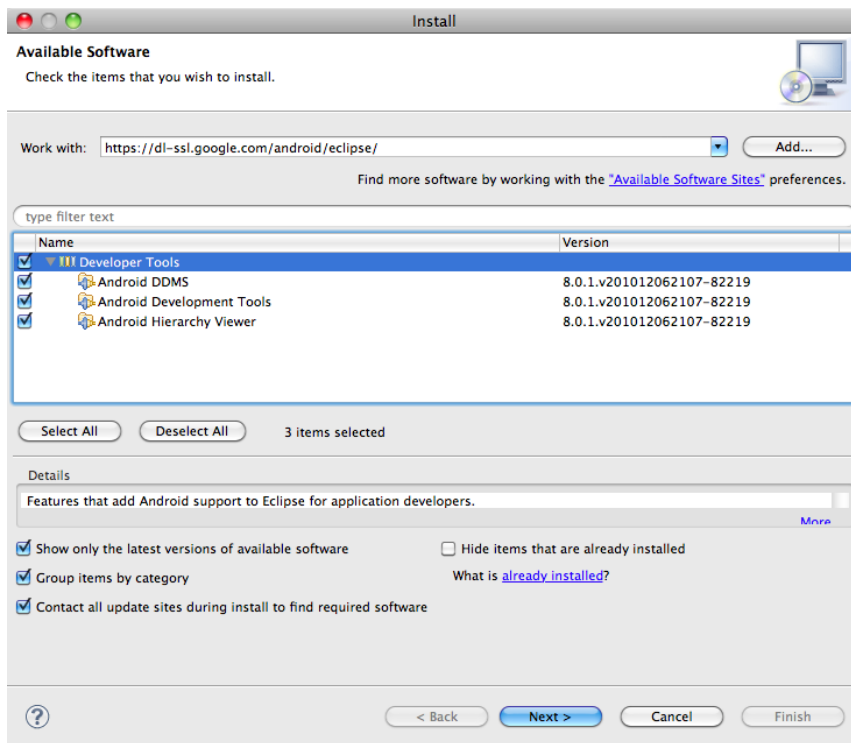 Install
Available Software
Check the items that you wish to install.
Work with: https://dl-ssl.google.com/android/eclipse/ Add...
Find more software by working with the "Available Software Sites" preferences.
type filter text
Name Version
Developer Tools
Android DDMS 8.0.1.v201012062107-82219
Android Development Tools 8.0.1.v201012062107-82219
Android Hierarchy Viewer 8.0.1.v201012062107-82219
Select All Deselect All 3 items selected
Details
Features that add Android support to Eclipse for application developers.
More
Show only the latest versions of available software Hide items that are already installed
Group items by category What is already installed?
Contact all update sites during install to find required software
? < Back Next > Cancel Finish